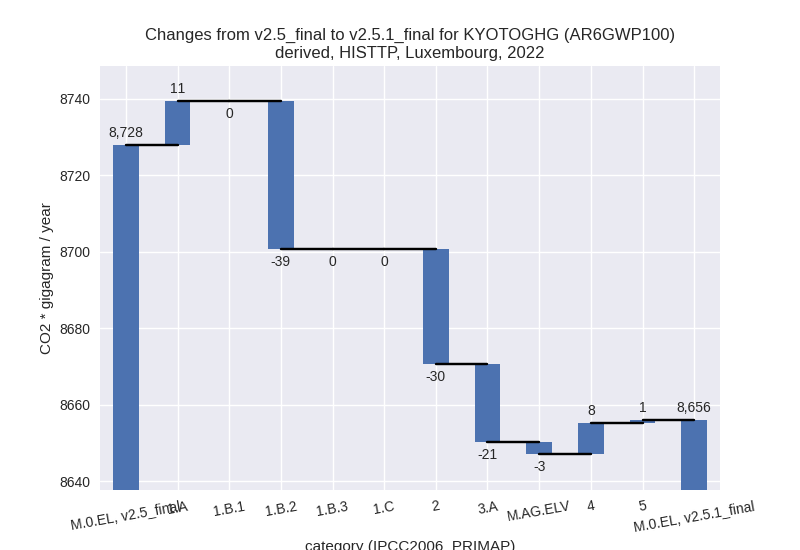 Changes from v2.5_final to v2.5.1_final for KYOTOGHG (AR6GWP100)
derived, HISTTP, Luxembourg, 2022
CO2 * gigagram / year
8740
8720
8700
8680
8660
8640
8,728
11
0
-39
0
0
-30
-21
-3
8
1
8,656
M.0.EL, v2.5_final
1.A
1.B.1
1.B.2
1.B.3
1.C
2
3.A
M.AG.ELV
4
5
M.0.EL, v2.5.1_final
category (IPCC2006_PRIMAP)